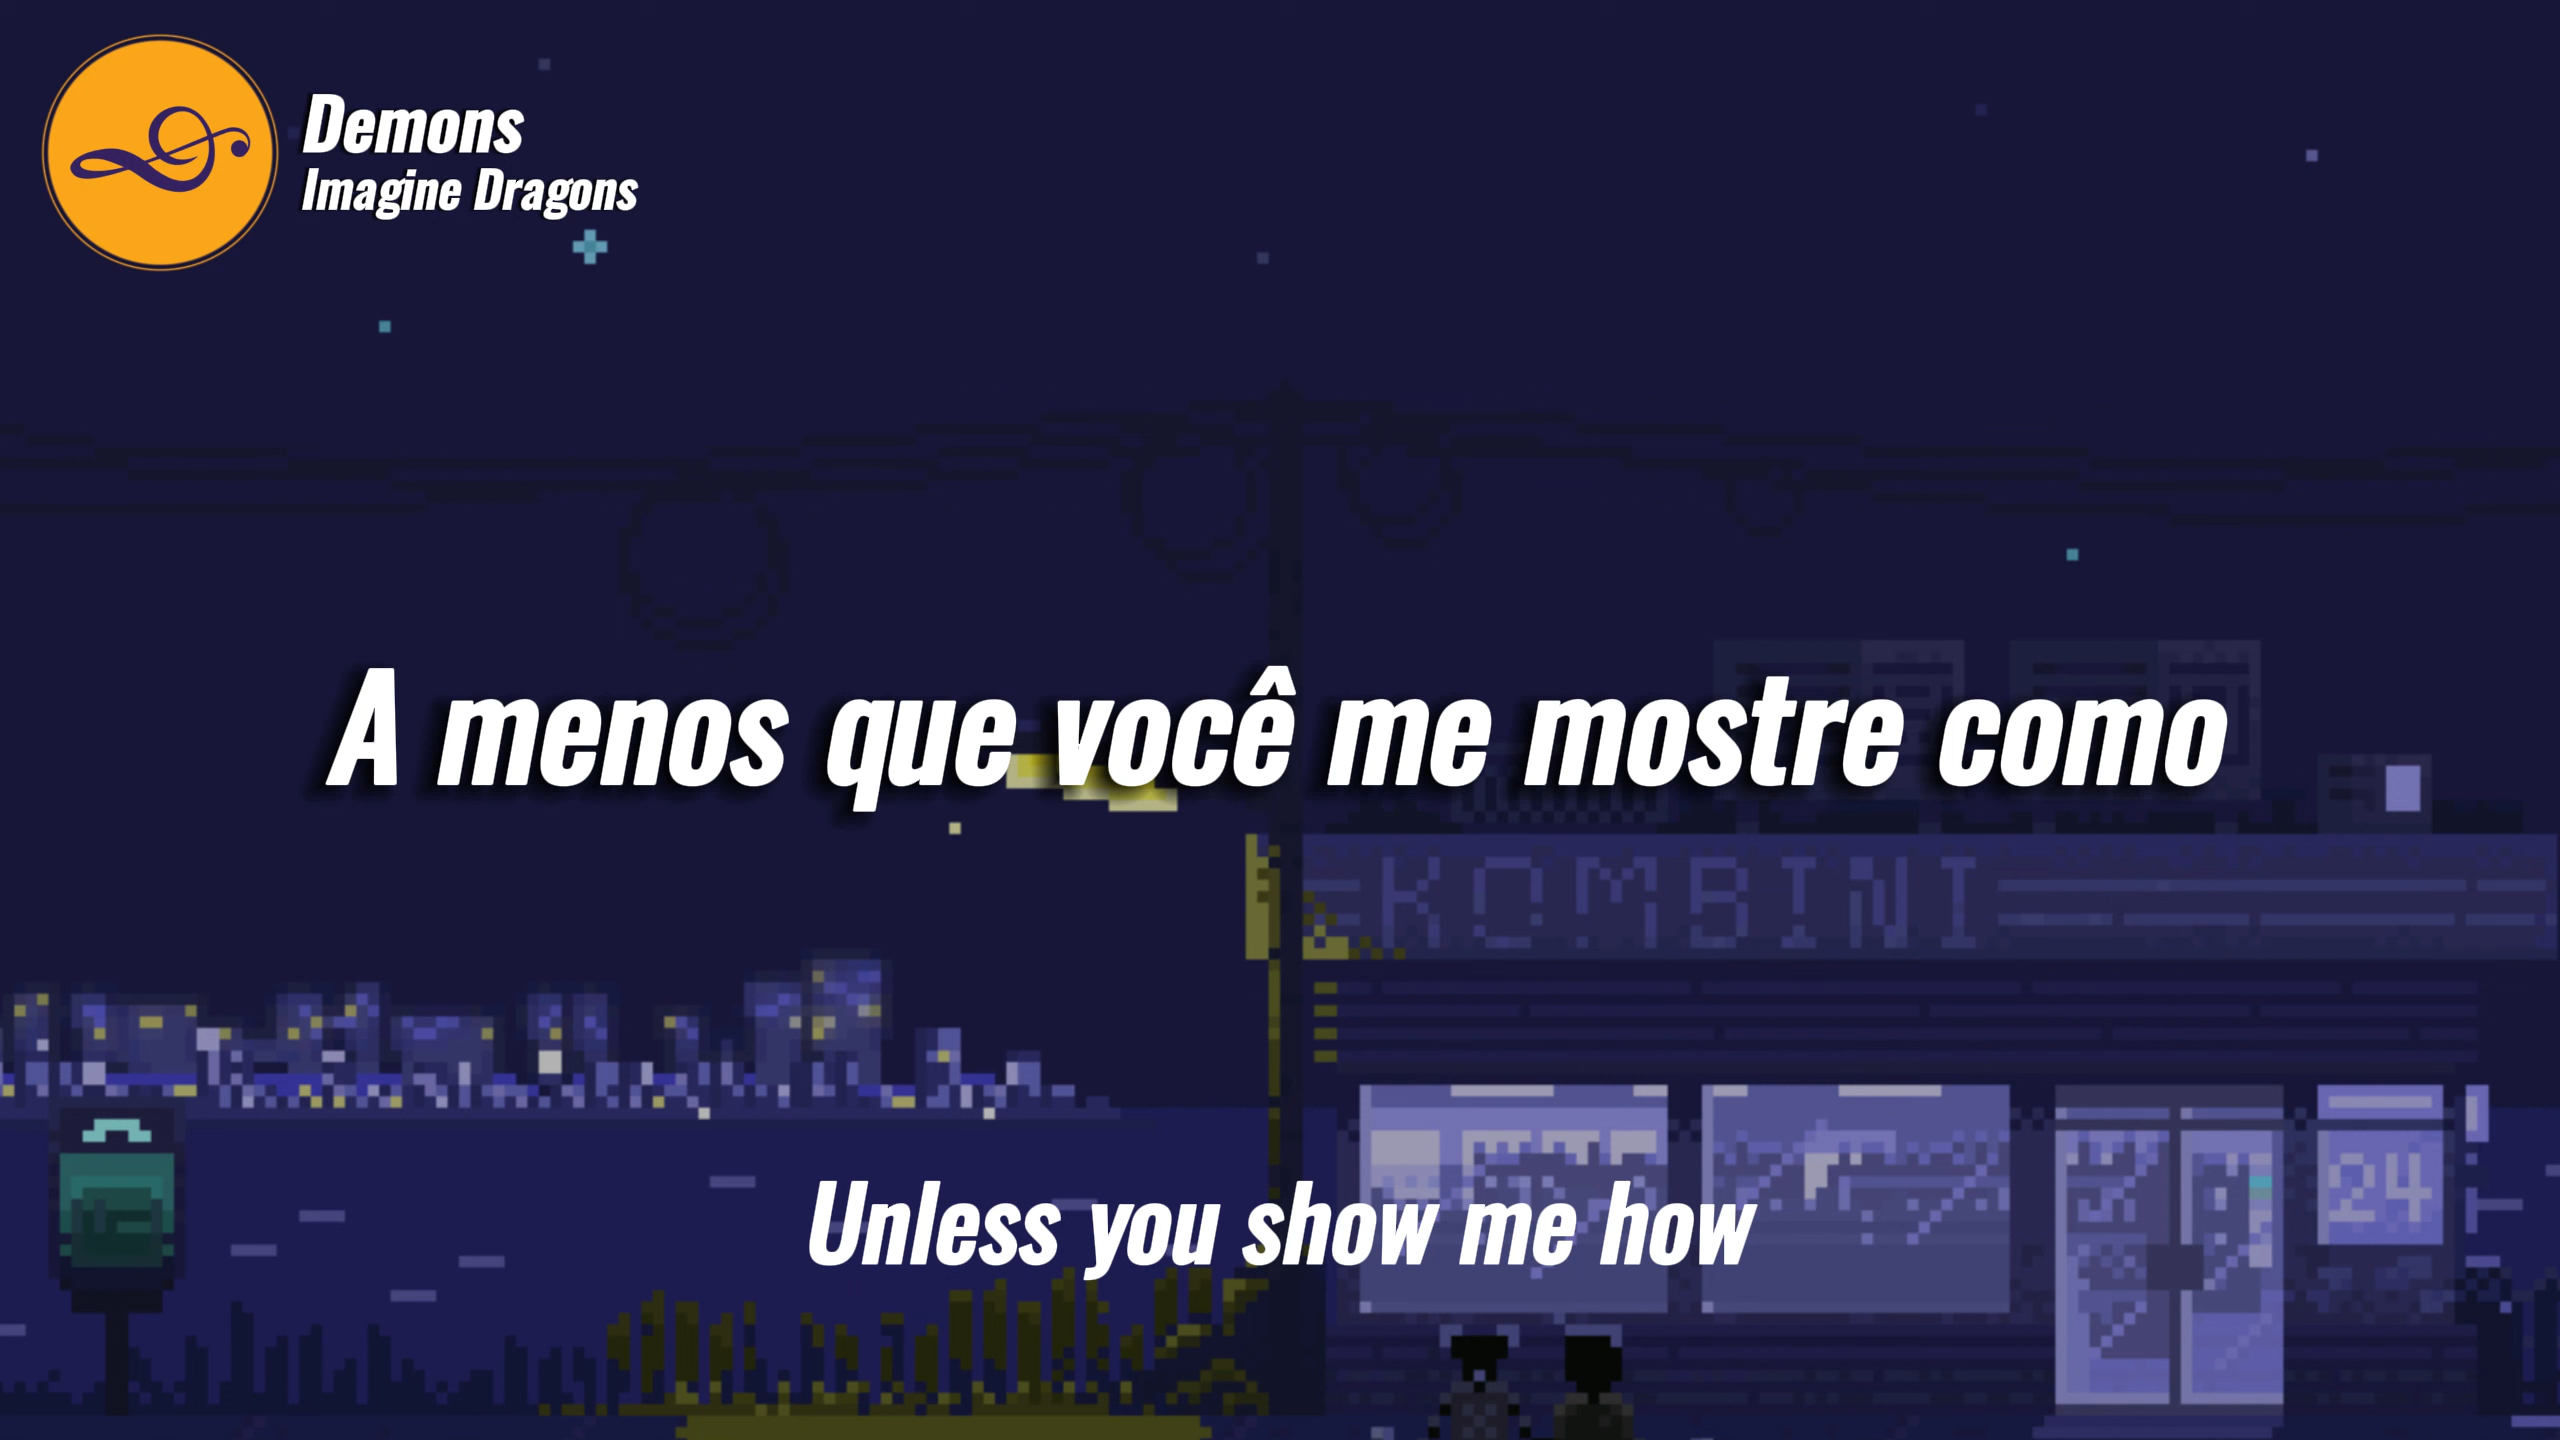 Demons
Imagine Dragons
A menos que você me mostre como
KOMBINI
Unless you show me how
24